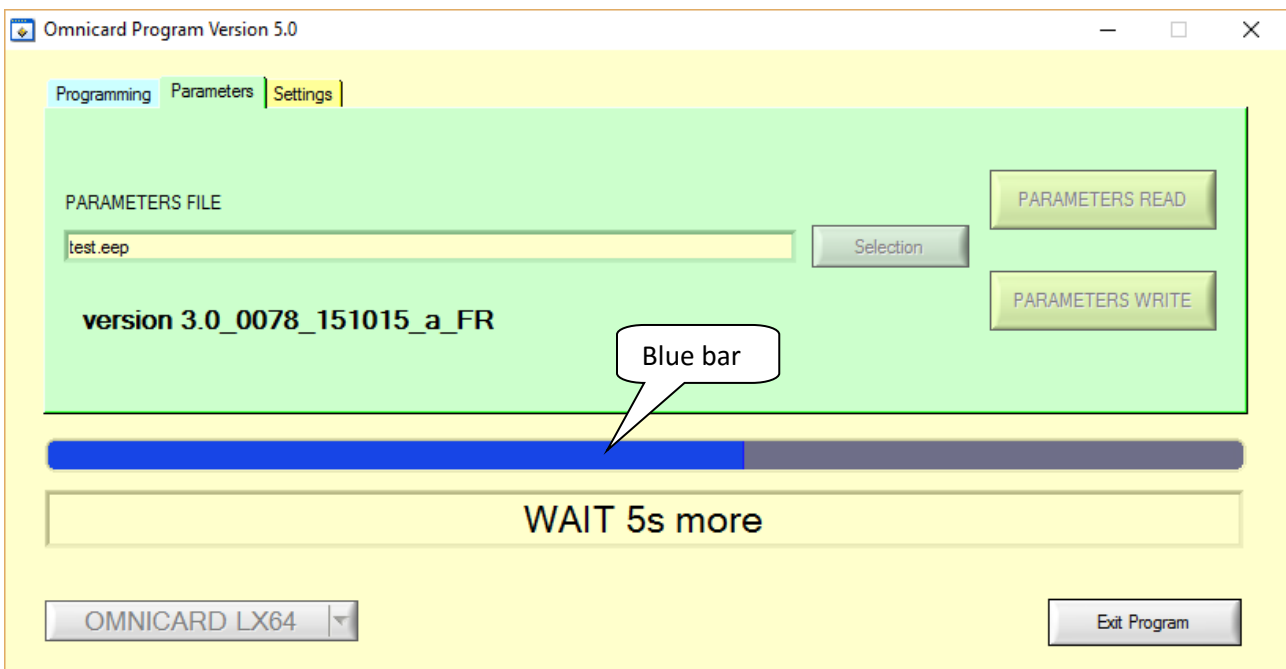 Omnicard Program Version 5.0
Programming Parameters Settings
PARAMETERS FILE
PARAMETERS READ
test.eep
Selection
PARAMETERS WRITE
version 3.0_0078_151015_a_FR
Blue bar
WAIT 5s more
OMNICARD LX64
Exit Program